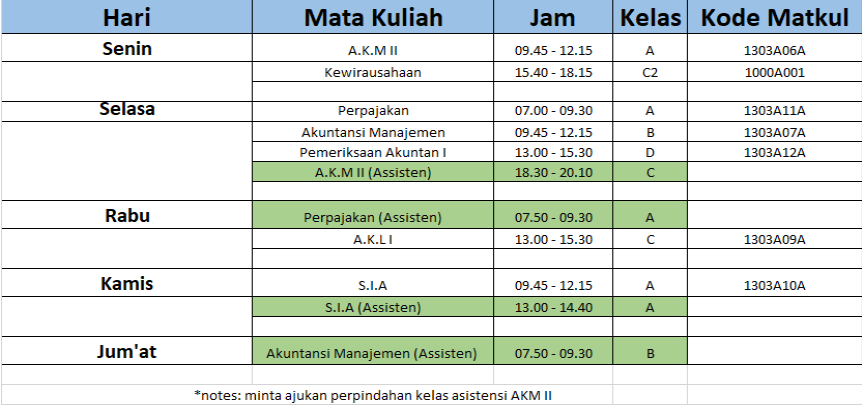 Hari Mata Kuliah Jam Kelas Kode Matkul
Senin A.K.M II 09.45 - 12.15 A 1303A06A
Kewirausahaan 15.40 - 18.15 C2 1000A001
Selasa Perpajakan 07.00 - 09.30 A 1303A11A
Akuntansi Manajemen 09.45 - 12.15 B 1303A07A
Pemeriksaan Akuntan I 13.00 - 15.30 D 1303A12A
A.K.M II (Assisten) 18.30 - 20.10 C
Rabu Perpajakan (Assisten) 07.50 - 09.30 A
A.K.L I 13.00 - 15.30 C 1303A09A
Kamis S.I.A 09.45 - 12.15 A 1303A10A
S.I.A (Assisten) 13.00 - 14.40 A
Jum'at Akuntansi Manajemen (Assisten) 07.50 - 09.30 B
*notes: minta ajukan perpindahan kelas asistensi AKM II